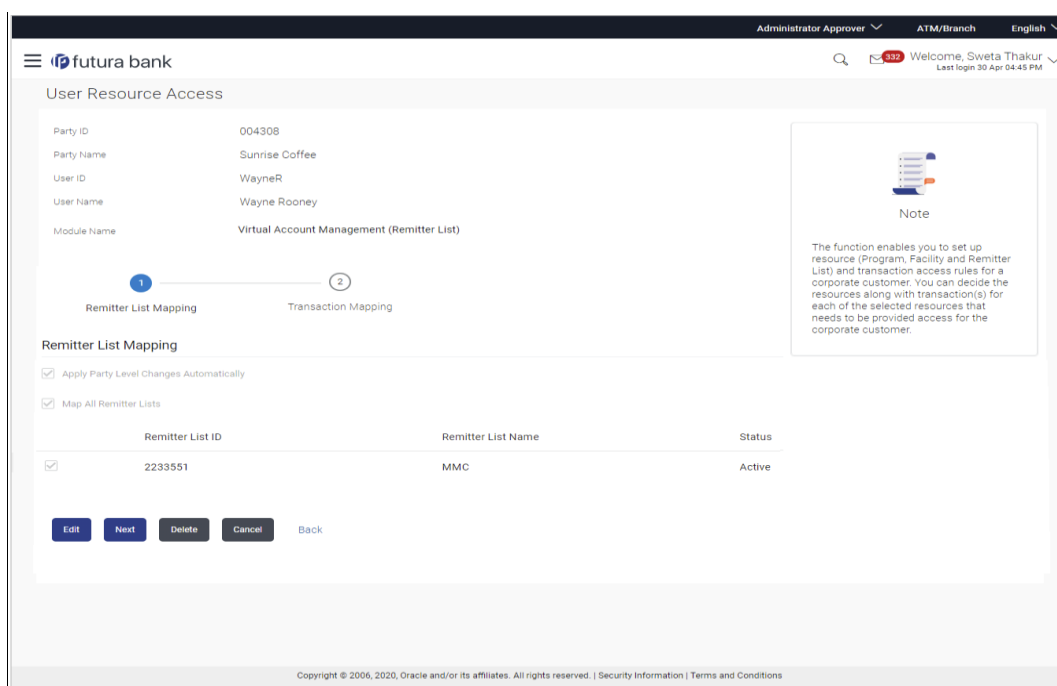 Administrator Approver ATM/Branch English
futura bank
332
Welcome, Sweta Thakur
Last login 30 Apr 04:45 PM
User Resource Access
Party ID 004308
Party Name Sunrise Coffee
User ID WayneR
User Name Wayne Rooney
Module Name Virtual Account Management (Remitter List)
1 2
Remitter List Mapping Transaction Mapping
Note
The function enables you to set up
resource (Program, Facility and Remitter
List) and transaction access rules for a
corporate customer. You can decide the
resources along with transaction(s) for
each of the selected resources that
needs to be provided access for the
corporate customer.
Remitter List Mapping
Apply Party Level Changes Automatically
Map All Remitter Lists
Remitter List ID Remitter List Name Status
2233551 MMC Active
Edit Next Delete Cancel Back
Copyright © 2006, 2020, Oracle and/or its affiliates. All rights reserved. | Security Information | Terms and Conditions